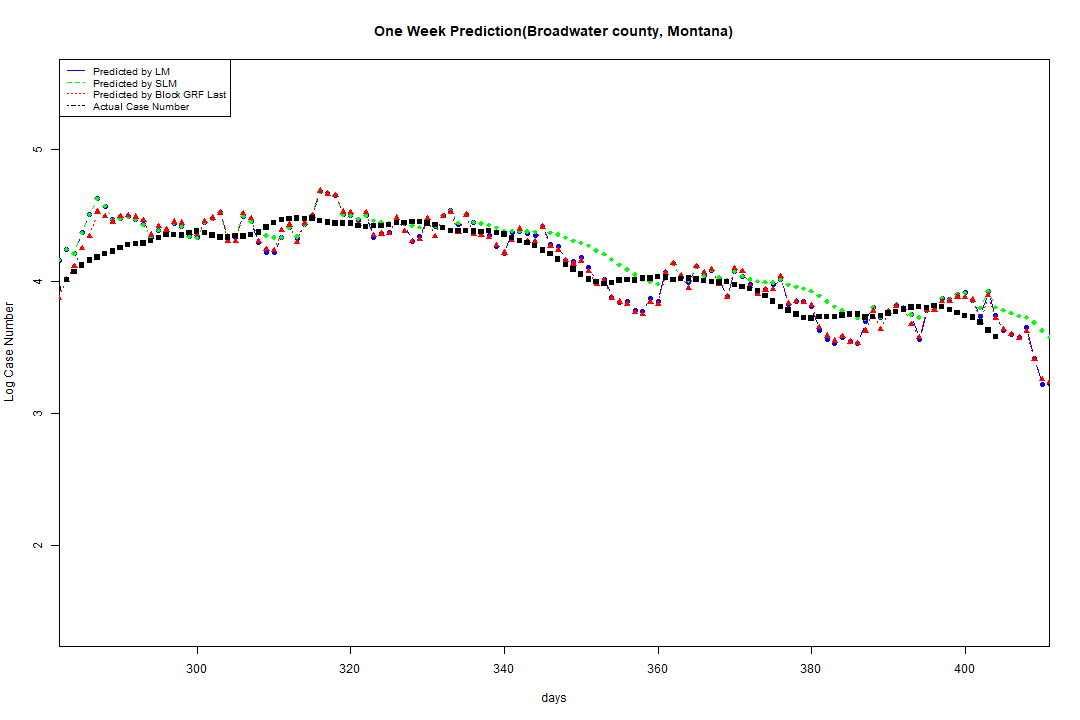 One Week Prediction(Broadwater county, Montana)
Predicted by LM
Predicted by SLM
Predicted by Block GRF Last
Actual Case Number
5
4
3
2
Log Case Number
300 320 340 360 380 400
days